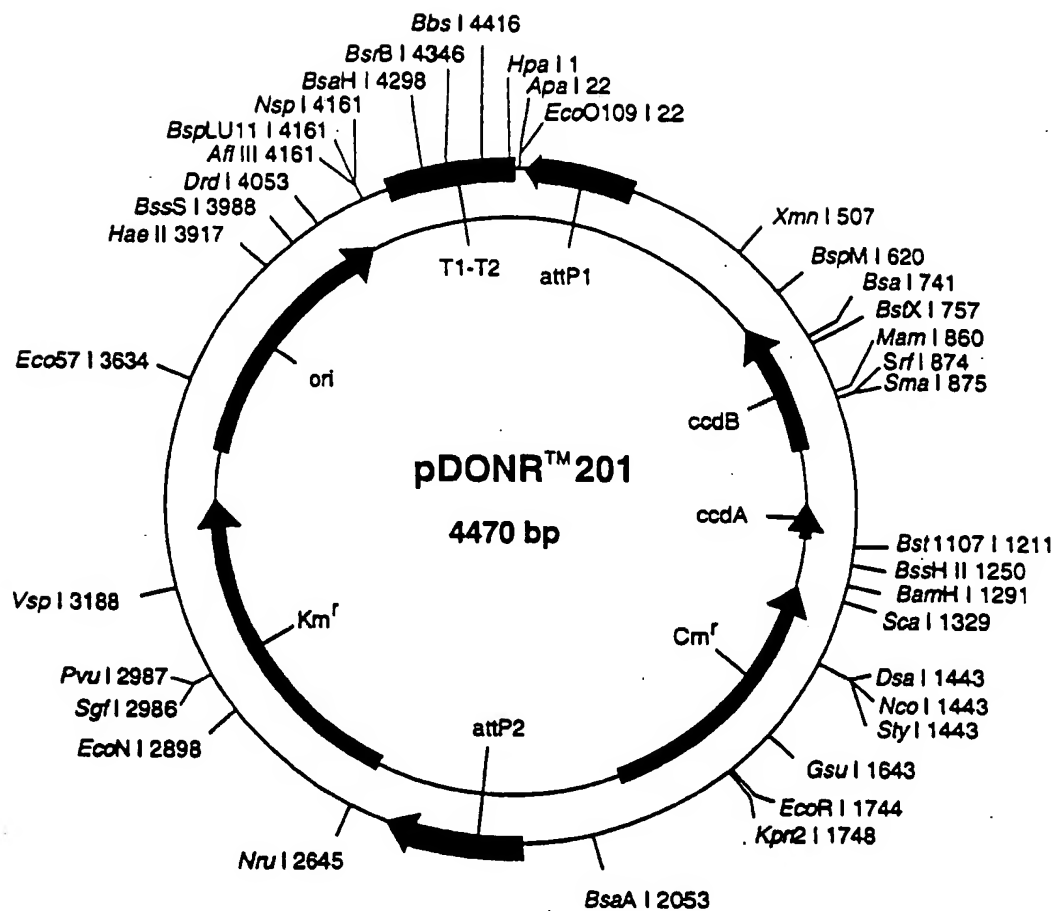 Bbs I 4416
BsrB I 4346
BsaH I 4298
Nsp I 4161
BspLU11 I 4161
Afl III 4161
Drd I 4053
BssS I 3988
Hae II 3917
Eco57 I 3634
Vsp I 3188
Pvu I 2987
Sgf I 2986
EcoN I 2898
Nru I 2645
Hpa I 1
Apa I 22
EcoO109 I 22
Xmn I 507
BspM I 620
Bsa I 741
BstX I 757
Mam I 860
Srf I 874
Sma I 875
Bst1107 I 1211
BssH II 1250
BamH I 1291
Sca I 1329
Dsa I 1443
Nco I 1443
Sty I 1443
Gsu I 1643
EcoR I 1744
Kpn2 I 1748
BsaA I 2053
T1-T2
attP1
ori
ccdB
pDONR™201
4470 bp
ccdA
Kmr
Cmr
attP2